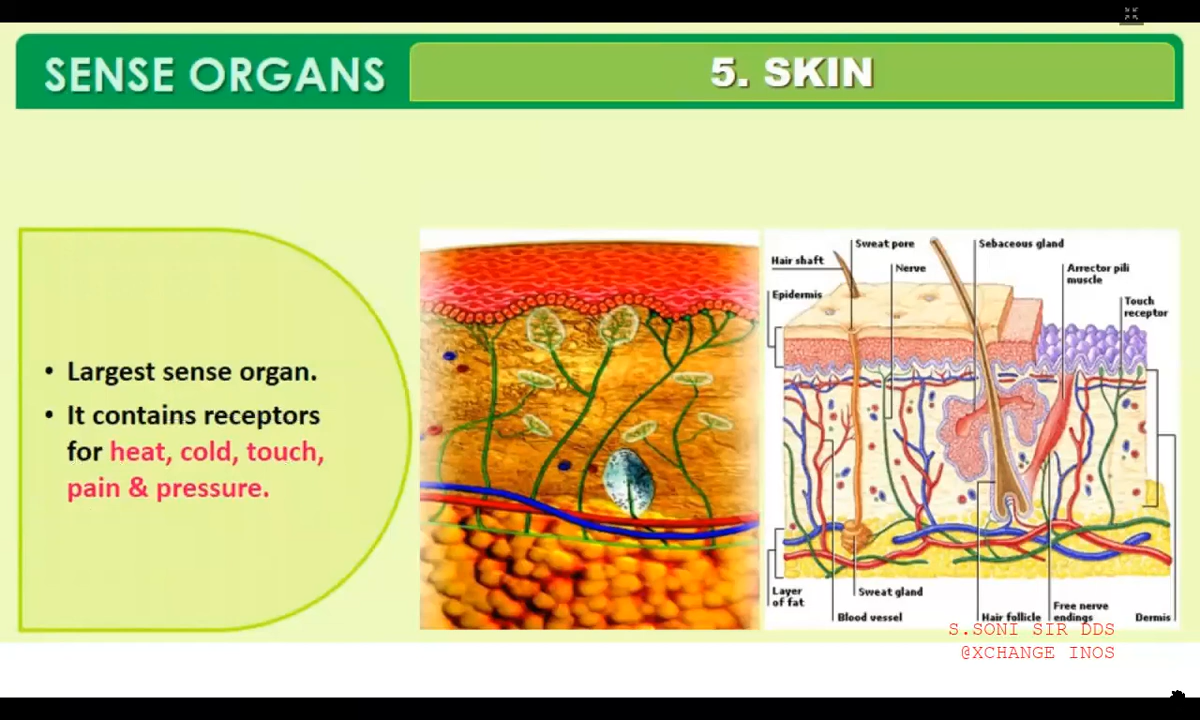 SENSE ORGANS
5. SKIN
• Largest sense organ.
• It contains receptors
for heat, cold, touch,
pain & pressure.
Sweat pore
Sebaceous gland
Hair shaft
Nerve
Arrector pili
muscle
Epidermis
Touch
receptor
Layer
of fat
Sweat gland
Blood vessel
Hair follicle
Free nerve
endings
Dermis
S.SONI SIR DDS
@XCHANGE INOS